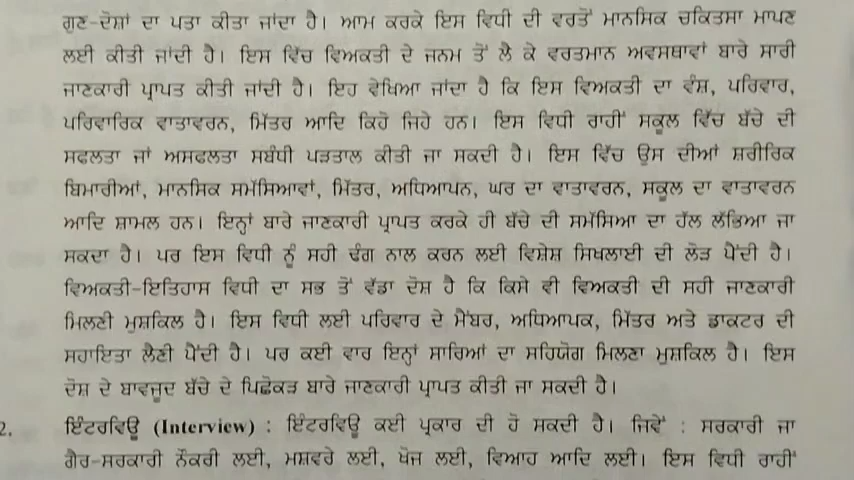 ਗੁਣ-ਦੋਸ਼ਾਂ ਦਾ ਪਤਾ ਕੀਤਾ ਜਾਂਦਾ ਹੈ। ਆਮ ਕਰਕੇ ਇਸ ਵਿਧੀ ਦੀ ਵਰਤੋਂ ਮਾਨਸਿਕ ਚਕਿਤਸਾ ਮਾਪਣ
ਲਈ ਕੀਤੀ ਜਾਂਦੀ ਹੈ। ਇਸ ਵਿੱਚ ਵਿਅਕਤੀ ਦੇ ਜਨਮ ਤੋਂ ਲੈ ਕੇ ਵਰਤਮਾਨ ਅਵਸਥਾਵਾਂ ਬਾਰੇ ਸਾਰੀ
ਜਾਣਕਾਰੀ ਪ੍ਰਾਪਤ ਕੀਤੀ ਜਾਂਦੀ ਹੈ। ਇਹ ਵੇਖਿਆ ਜਾਂਦਾ ਹੈ ਕਿ ਇਸ ਵਿਅਕਤੀ ਦਾ ਵੰਸ਼, ਪਰਿਵਾਰ,
ਪਰਿਵਾਰਿਕ ਵਾਤਾਵਰਨ, ਮਿੱਤਰ ਆਦਿ ਕਿਹੋ ਜਿਹੇ ਹਨ। ਇਸ ਵਿਧੀ ਰਾਹੀਂ ਸਕੂਲ ਵਿੱਚ ਬੱਚੇ ਦੀ
ਸਫਲਤਾ ਜਾਂ ਅਸਫਲਤਾ ਸਬੰਧੀ ਪੜਤਾਲ ਕੀਤੀ ਜਾ ਸਕਦੀ ਹੈ। ਇਸ ਵਿੱਚ ਉਸ ਦੀਆਂ ਸ਼ਰੀਰਿਕ
ਬਿਮਾਰੀਆਂ, ਮਾਨਸਿਕ ਸਮੱਸਿਆਵਾਂ, ਮਿੱਤਰ, ਅਧਿਆਪਨ, ਘਰ ਦਾ ਵਾਤਾਵਰਨ, ਸਕੂਲ ਦਾ ਵਾਤਾਵਰਨ
ਆਦਿ ਸ਼ਾਮਲ ਹਨ। ਇਨ੍ਹਾਂ ਬਾਰੇ ਜਾਣਕਾਰੀ ਪ੍ਰਾਪਤ ਕਰਕੇ ਹੀ ਬੱਚੇ ਦੀ ਸਮੱਸਿਆ ਦਾ ਹੱਲ ਲੱਭਿਆ ਜਾ
ਸਕਦਾ ਹੈ। ਪਰ ਇਸ ਵਿਧੀ ਨੂੰ ਸਹੀ ਢੰਗ ਨਾਲ ਕਰਨ ਲਈ ਵਿਸ਼ੇਸ਼ ਸਿਖਲਾਈ ਦੀ ਲੋੜ ਪੈਂਦੀ ਹੈ।
ਵਿਅਕਤੀ-ਇਤਿਹਾਸ ਵਿਧੀ ਦਾ ਸਭ ਤੋਂ ਵੱਡਾ ਦੋਸ਼ ਹੈ ਕਿ ਕਿਸੇ ਵੀ ਵਿਅਕਤੀ ਦੀ ਸਹੀ ਜਾਣਕਾਰੀ
ਮਿਲਣੀ ਮੁਸ਼ਕਿਲ ਹੈ। ਇਸ ਵਿਧੀ ਲਈ ਪਰਿਵਾਰ ਦੇ ਮੈਂਬਰ, ਅਧਿਆਪਕ, ਮਿੱਤਰ ਅਤੇ ਡਾਕਟਰ ਦੀ
ਸਹਾਇਤਾ ਲੈਣੀ ਪੈਂਦੀ ਹੈ। ਪਰ ਕਈ ਵਾਰ ਇਨ੍ਹਾਂ ਸਾਰਿਆਂ ਦਾ ਸਹਿਯੋਗ ਮਿਲਣਾ ਮੁਸ਼ਕਿਲ ਹੈ। ਇਸ
ਦੋਸ਼ ਦੇ ਬਾਵਜੂਦ ਬੱਚੇ ਦੇ ਪਿਛੋਕੜ ਬਾਰੇ ਜਾਣਕਾਰੀ ਪ੍ਰਾਪਤ ਕੀਤੀ ਜਾ ਸਕਦੀ ਹੈ।
2. ਇੰਟਰਵਿਊ (Interview) : ਇੰਟਰਵਿਊ ਕਈ ਪ੍ਰਕਾਰ ਦੀ ਹੋ ਸਕਦੀ ਹੈ। ਜਿਵੇਂ : ਸਰਕਾਰੀ ਜਾ
ਗੈਰ-ਸਰਕਾਰੀ ਨੌਕਰੀ ਲਈ, ਮਸ਼ਵਰੇ ਲਈ, ਖੋਜ ਲਈ, ਵਿਆਹ ਆਦਿ ਲਈ। ਇਸ ਵਿਧੀ ਰਾਹੀਂ